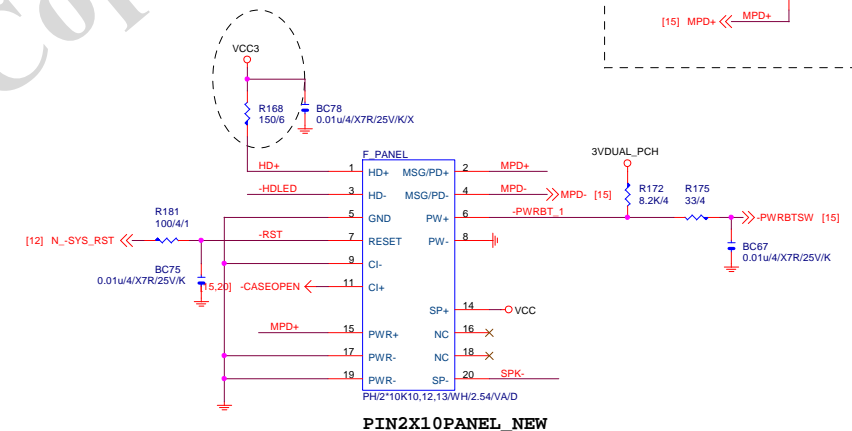 Cop
[15] MPD+ MPD+
VCC3
R168
150/6
BC78
0.01u/4/X7R/25V/K/X
F_PANEL
3VDUAL_PCH
HD+ 1 HD+ MSG/PD+ 2 MPD+
-HDLED 3 HD- MSG/PD- 4 MPD- MPD- [15]
R172
8.2K/4
R175
33/4
R181
100/4/1
5 GND PW+ 6 -PWRBT_1 -PWRBTSW [15]
[12] N_-SYS_RST -RST 7 RESET PW- 8
BC67
0.01u/4/X7R/25V/K
9 CI-
BC75
0.01u/4/X7R/25V/K
[15,20] -CASEOPEN 11 CI+
SP+ 14 VCC
MPD+ 15 PWR+ NC 16
17 PWR- NC 18
19 PWR- SP- 20 SPK-
PH/2*10K10,12,13/WH/2.54/VA/D
PIN2X10PANEL_NEW